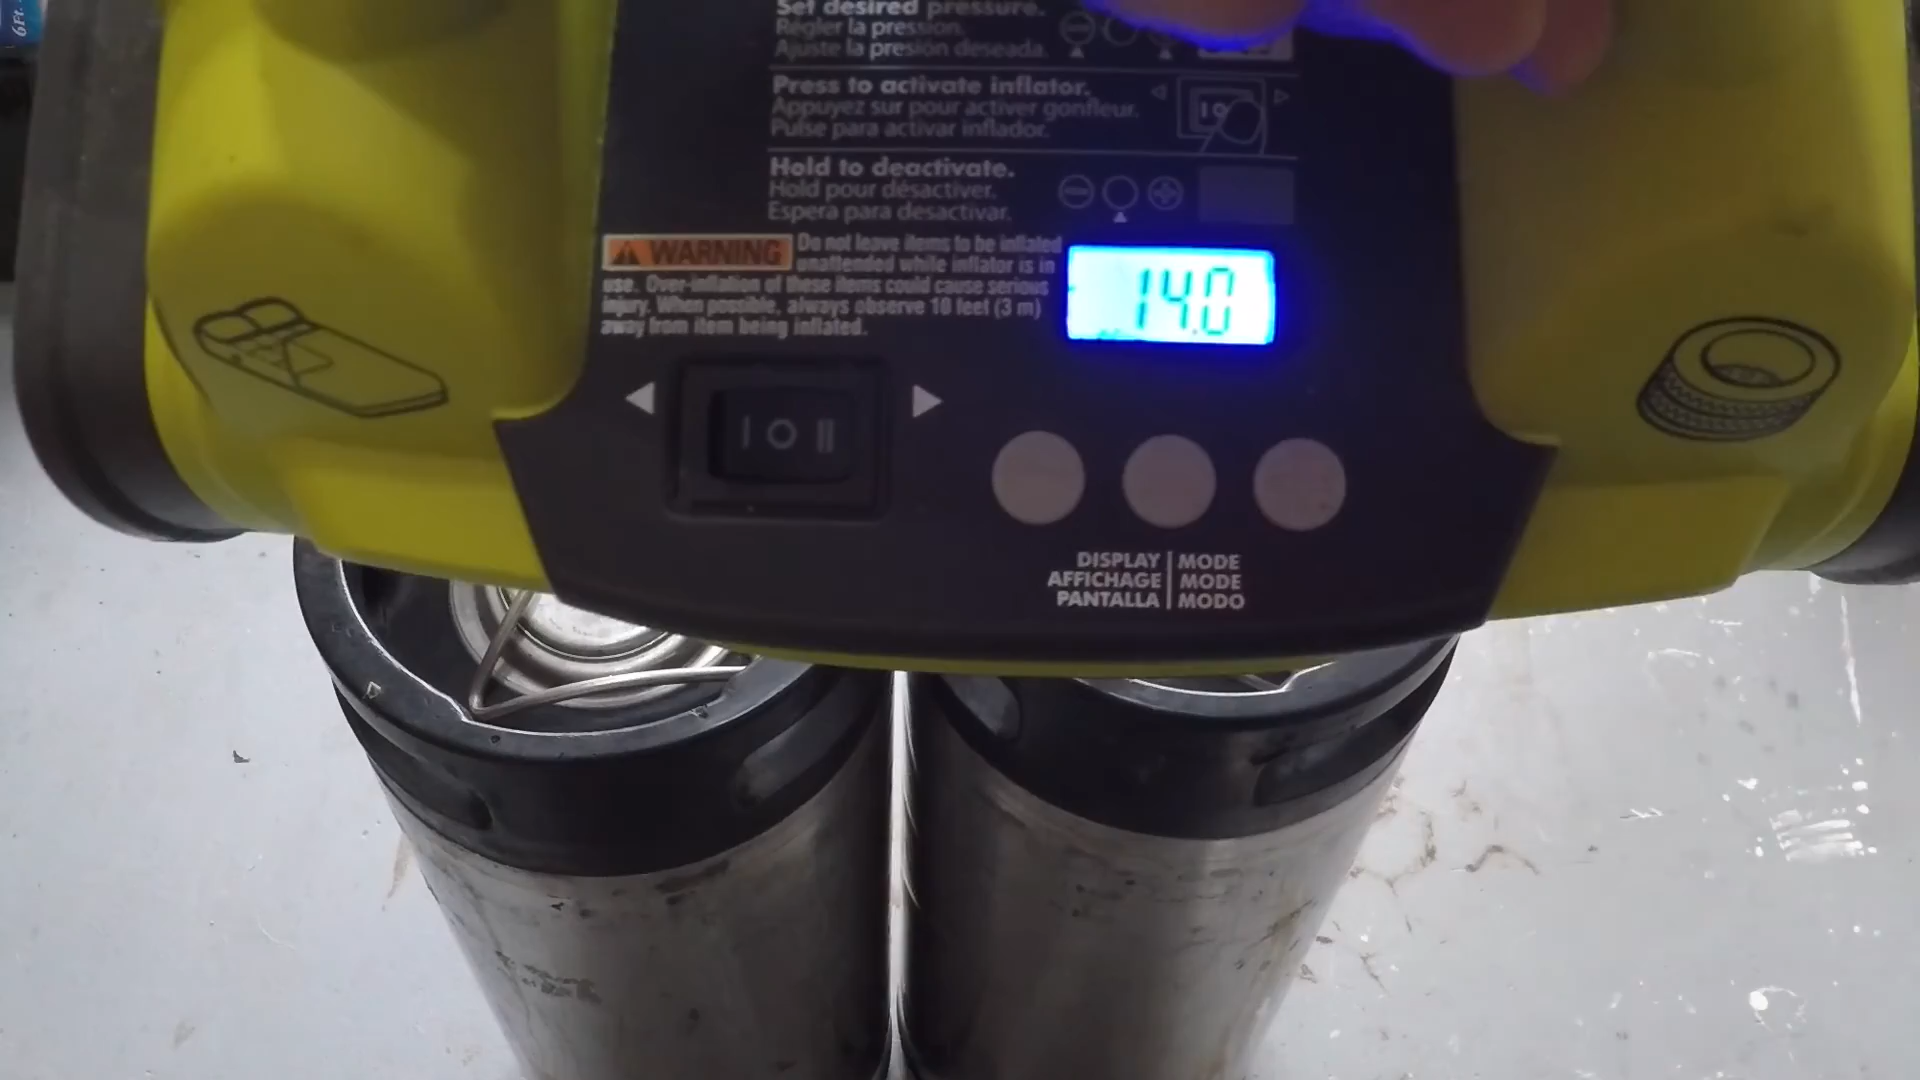 6Ft.
Set desired pressure.
Régler la pression.
Ajuste la presión deseada.
Press to activate inflator.
Appuyez sur pour activer gonfleur.
Pulse para activar inflador.
I O
Hold to deactivate.
Hold pour désactiver.
Espera para desactivar.
WARNING Do not leave items to be inflated
unattended while inflator is in
use. Over-inflation of these items could cause serious
injury. When possible, always observe 10 feet (3 m)
away from item being inflated.
14.0
I O II
DISPLAY | MODE
AFFICHAGE | MODE
PANTALLA | MODO